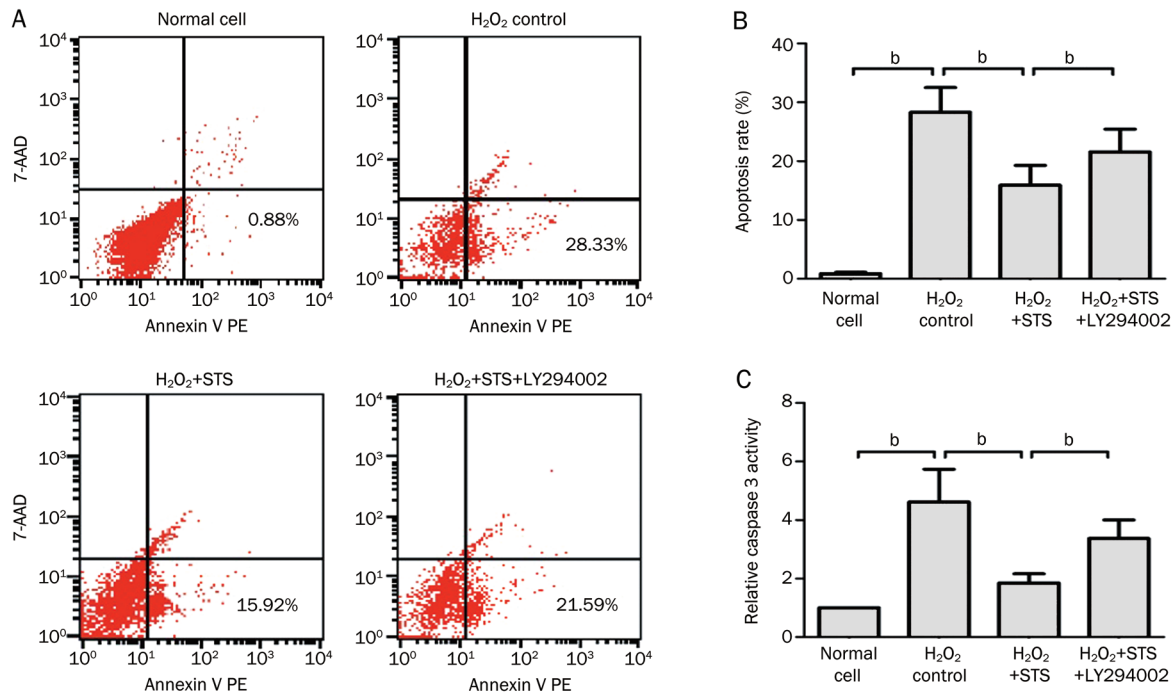 A
Normal cell
10⁴
10³
10²
10¹
10⁰
7-AAD
0.88%
10⁰ 10¹ 10² 10³ 10⁴
Annexin V PE
H₂O₂ control
10⁴
10³
10²
10¹
10⁰
28.33%
10⁰ 10¹ 10² 10³ 10⁴
Annexin V PE
H₂O₂+STS
10⁴
10³
10²
10¹
10⁰
7-AAD
15.92%
10⁰ 10¹ 10² 10³ 10⁴
Annexin V PE
H₂O₂+STS+LY294002
10⁴
10³
10²
10¹
10⁰
21.59%
10⁰ 10¹ 10² 10³ 10⁴
Annexin V PE
B
40
30
20
10
0
Apoptosis rate (%)
b b b
Normal cell
H₂O₂ control
H₂O₂ +STS
H₂O₂+STS +LY294002
C
8
6
4
2
0
Relative caspase 3 activity
b b b
Normal cell
H₂O₂ control
H₂O₂ +STS
H₂O₂+STS +LY294002